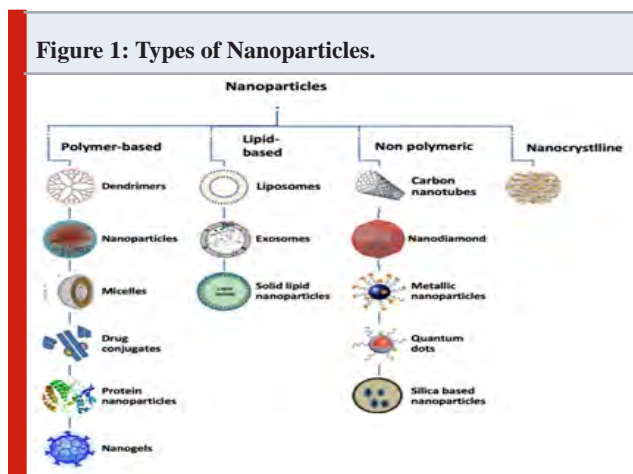 Figure 1: Types of Nanoparticles.
Nanoparticles
Polymer-based
Dendrimers
Nanoparticles
Micelles
Drug
conjugates
Protein
nanoparticles
Nanogels
Lipid-
based
Liposomes
Exosomes
Solid lipid
nanoparticles
Non polymeric
Carbon
nanotubes
Nanodiamond
Metallic
nanoparticles
Quantum
dots
Silica based
nanoparticles
Nanocrystlline